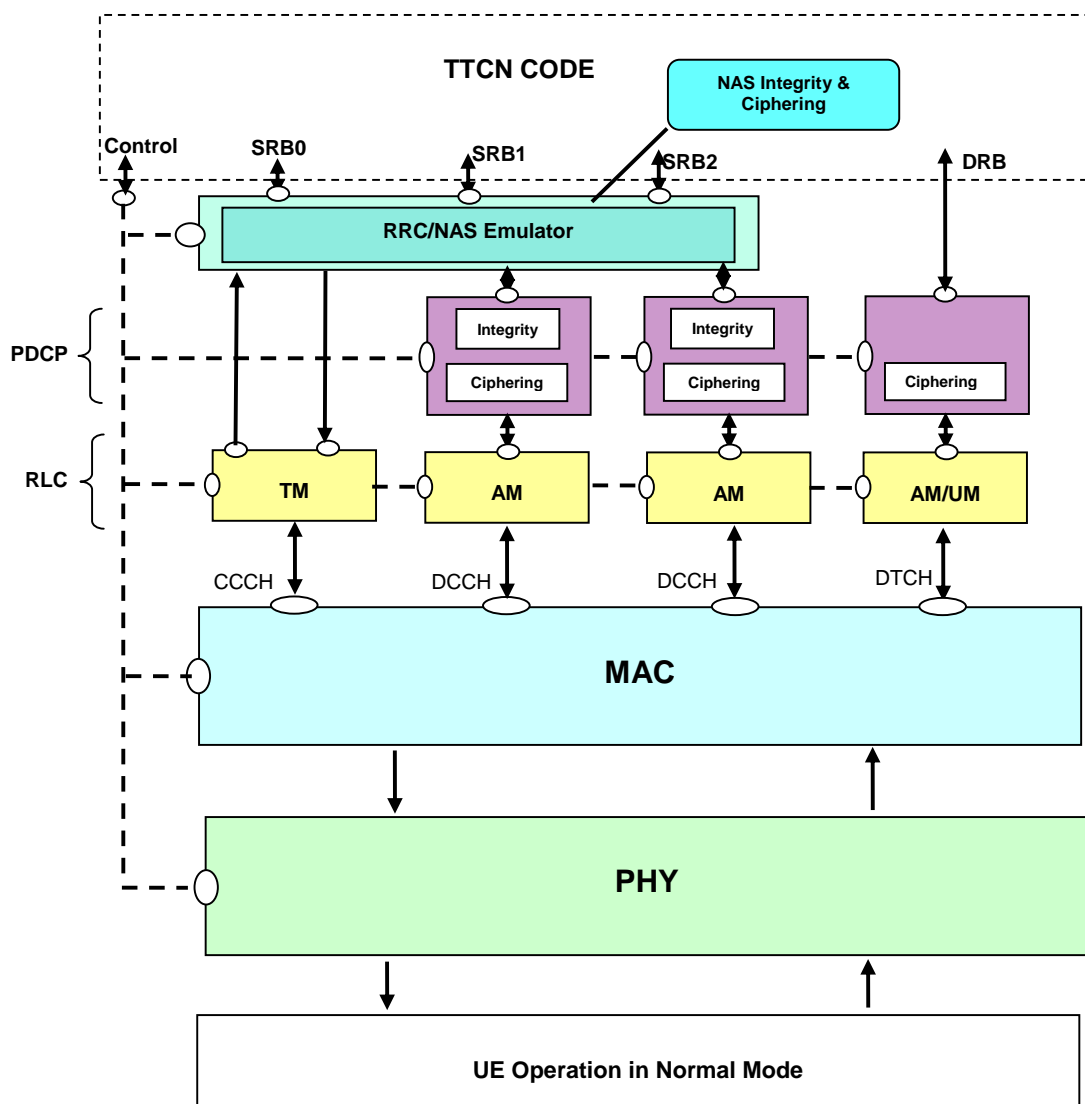 TTCN CODE
NAS Integrity &
Ciphering
Control
SRB0
SRB1
SRB2
DRB
RRC/NAS Emulator
PDCP
Integrity
Ciphering
Integrity
Ciphering
Ciphering
RLC
TM
AM
AM
AM/UM
CCCH
DCCH
DCCH
DTCH
MAC
PHY
UE Operation in Normal Mode